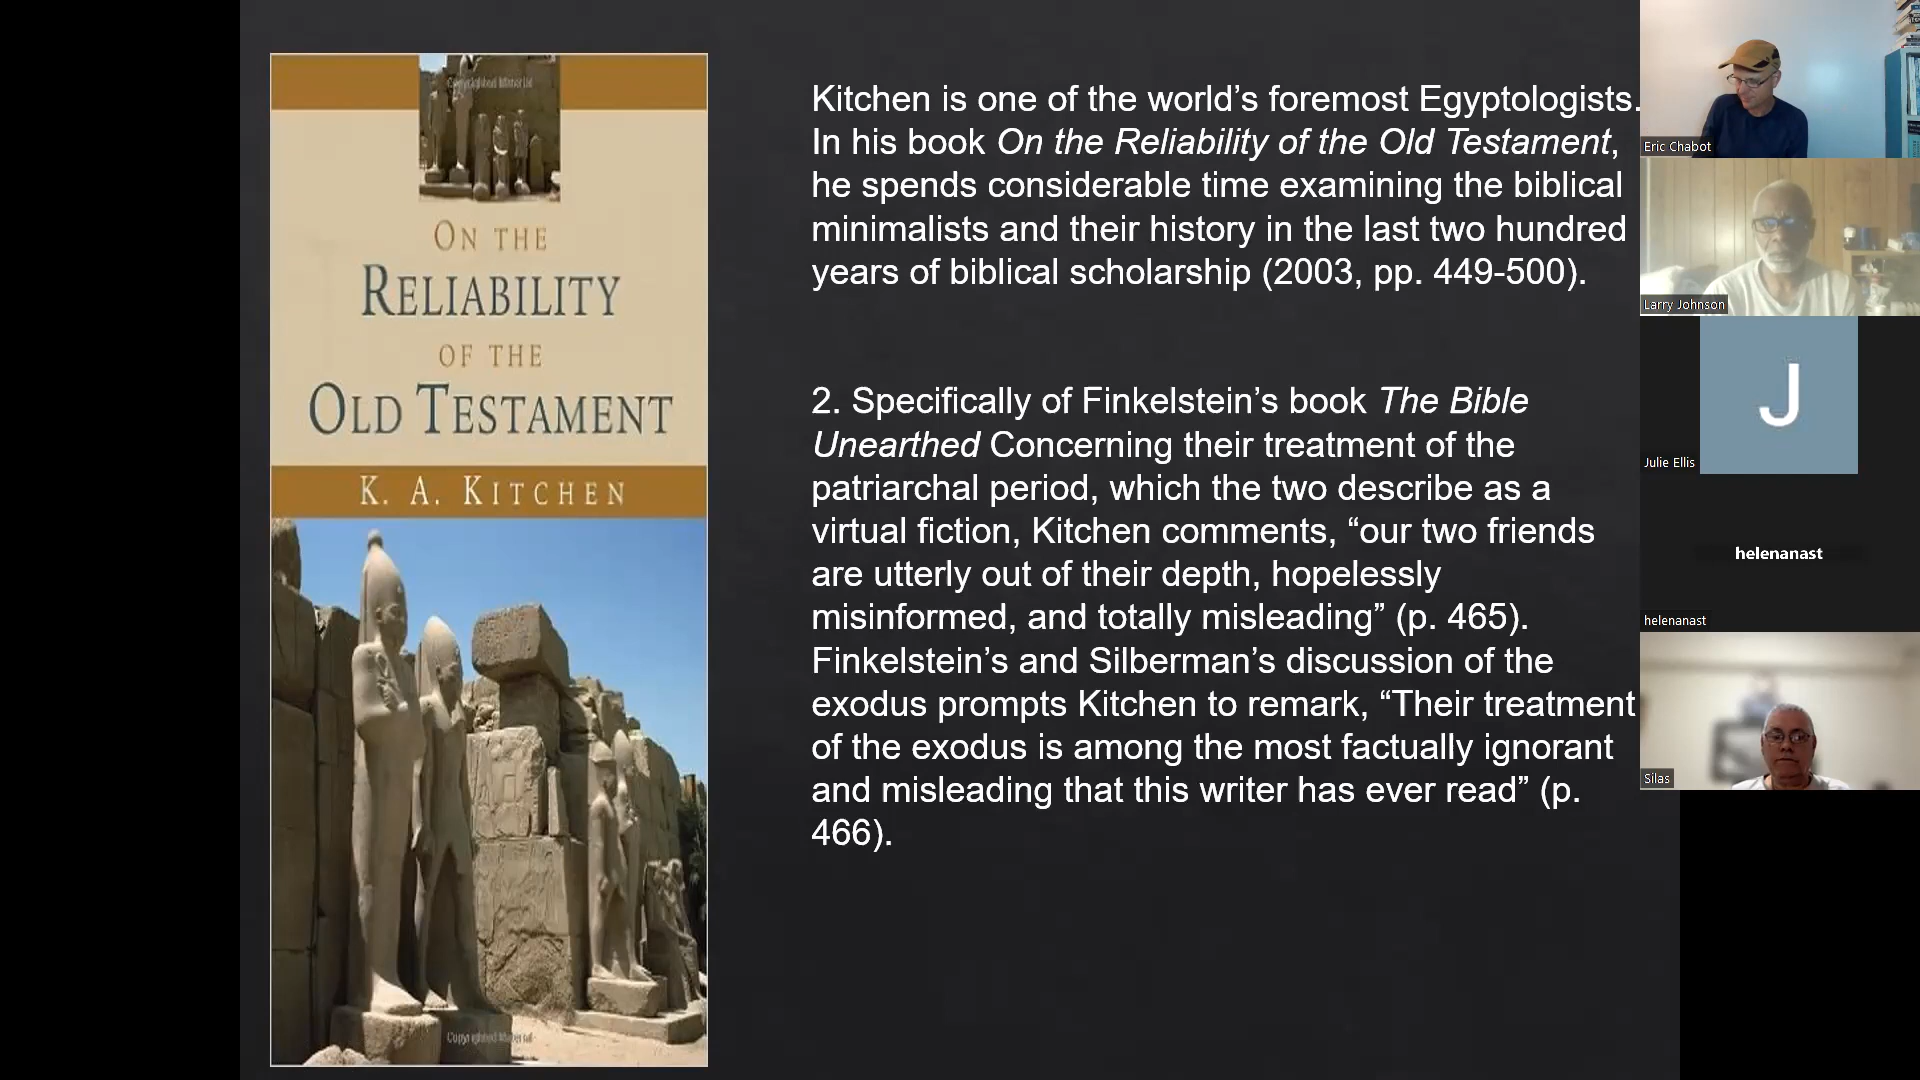 Copyrighted Material
ON THE
RELIABILITY
OF THE
OLD TESTAMENT
K. A. KITCHEN
Copyrighted Material
Kitchen is one of the world’s foremost Egyptologists.
In his book On the Reliability of the Old Testament,
he spends considerable time examining the biblical
minimalists and their history in the last two hundred
years of biblical scholarship (2003, pp. 449-500).
2. Specifically of Finkelstein’s book The Bible
Unearthed Concerning their treatment of the
patriarchal period, which the two describe as a
virtual fiction, Kitchen comments, “our two friends
are utterly out of their depth, hopelessly
misinformed, and totally misleading” (p. 465).
Finkelstein’s and Silberman’s discussion of the
exodus prompts Kitchen to remark, “Their treatment
of the exodus is among the most factually ignorant
and misleading that this writer has ever read” (p.
466).
Eric Chabot
Larry Johnson
J
Julie Ellis
helenanast
helenanast
Silas